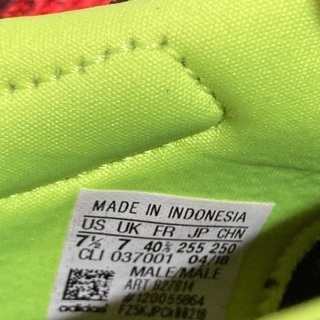 MADE IN INDONESIA
US UK FR JP CHN
7½ 7 40⅔ 255 250
CLI 037001 04/18
MALE/MALE
ART
#120055864
adidas